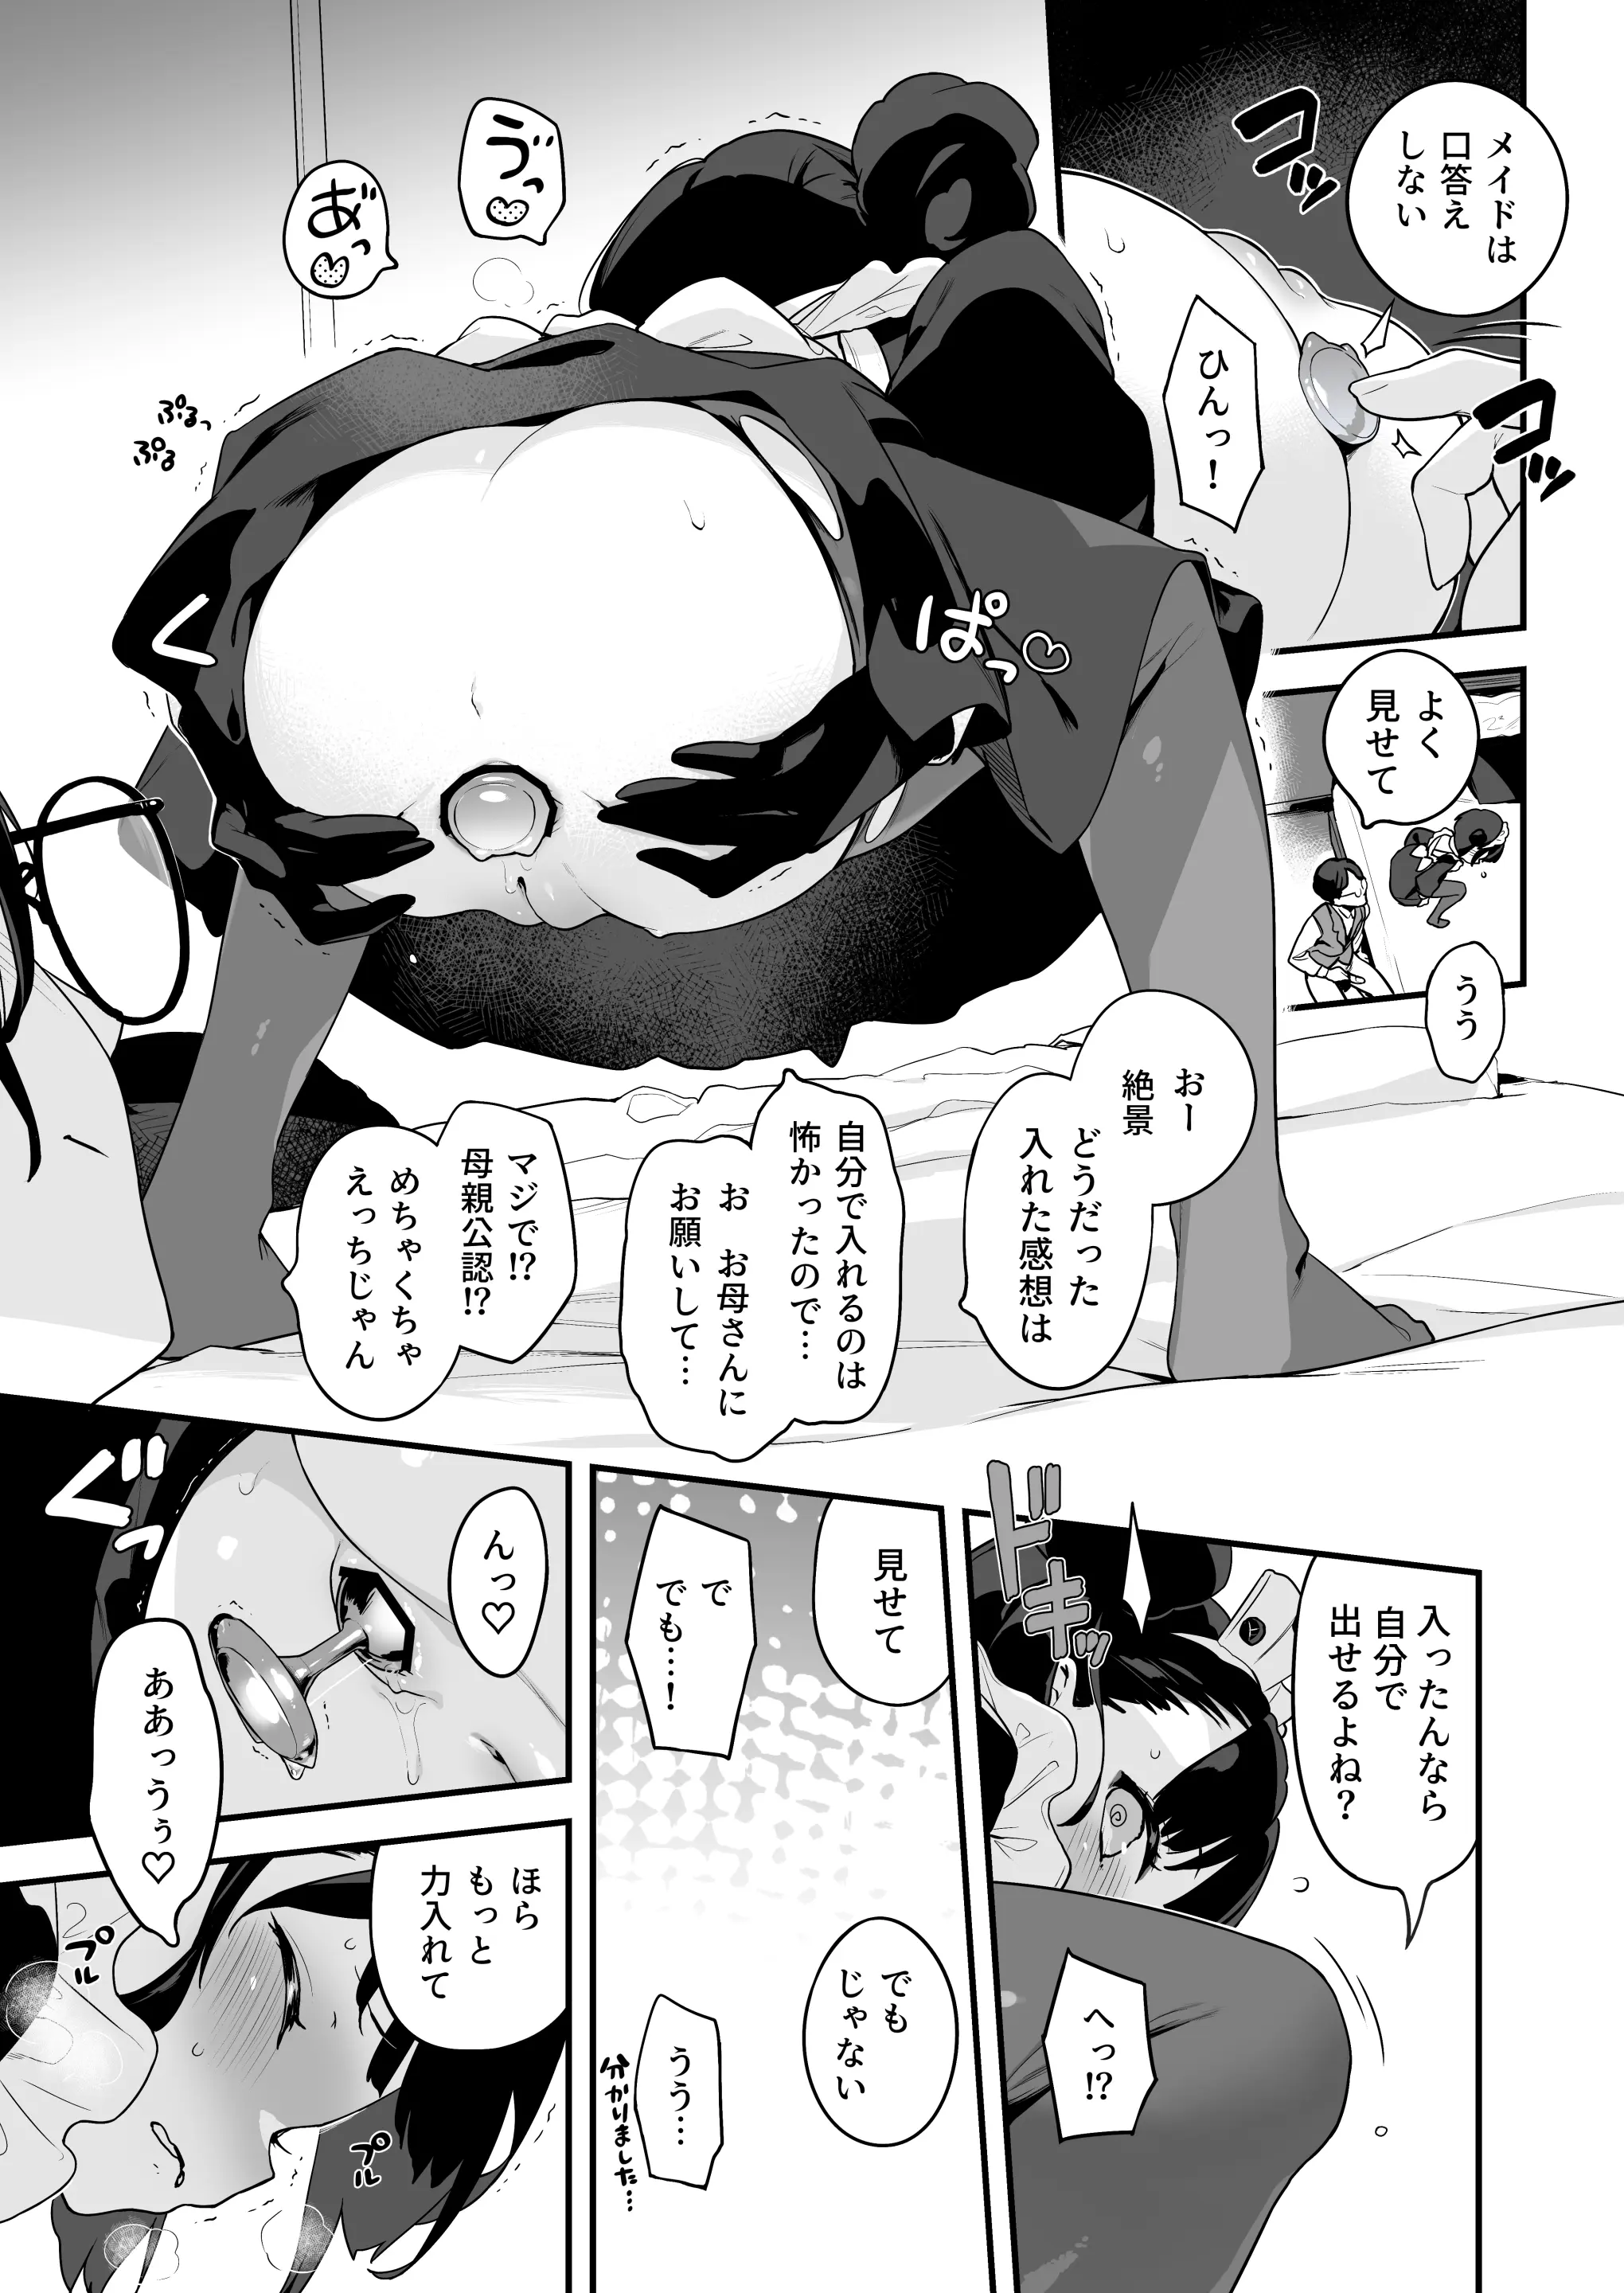 メイドは
口答え
しない
コッ
ひんっ！
コッ
よく
見せて
うう
ゔっ
あ゛っ
ぷるっ
ぷる
くぱっ♡
おー
絶景
どうだった
入れた感想は
自分で入れるのは
怖かったので…
お　お母さんに
お願いして…
マジで!?
母親公認!?
めちゃくちゃ
えっちじゃん
入ったんなら
自分で
出せるよね？
ドキッ
へっ!?
見せて
で
でも…！
でも
じゃない
うう…
分かりました…
んっ♡
ぐっ
ああっうぅ♡
ほら
もっと
力入れて
プル
プル